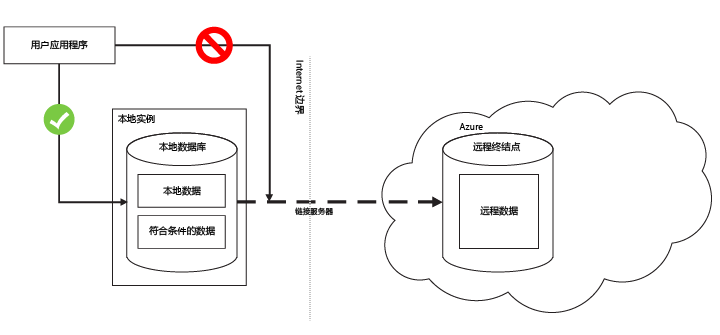 用户应用程序
Internet 边界
本地实例
Azure
本地数据库
远程终结点
本地数据
远程数据
链接服务器
符合条件的数据